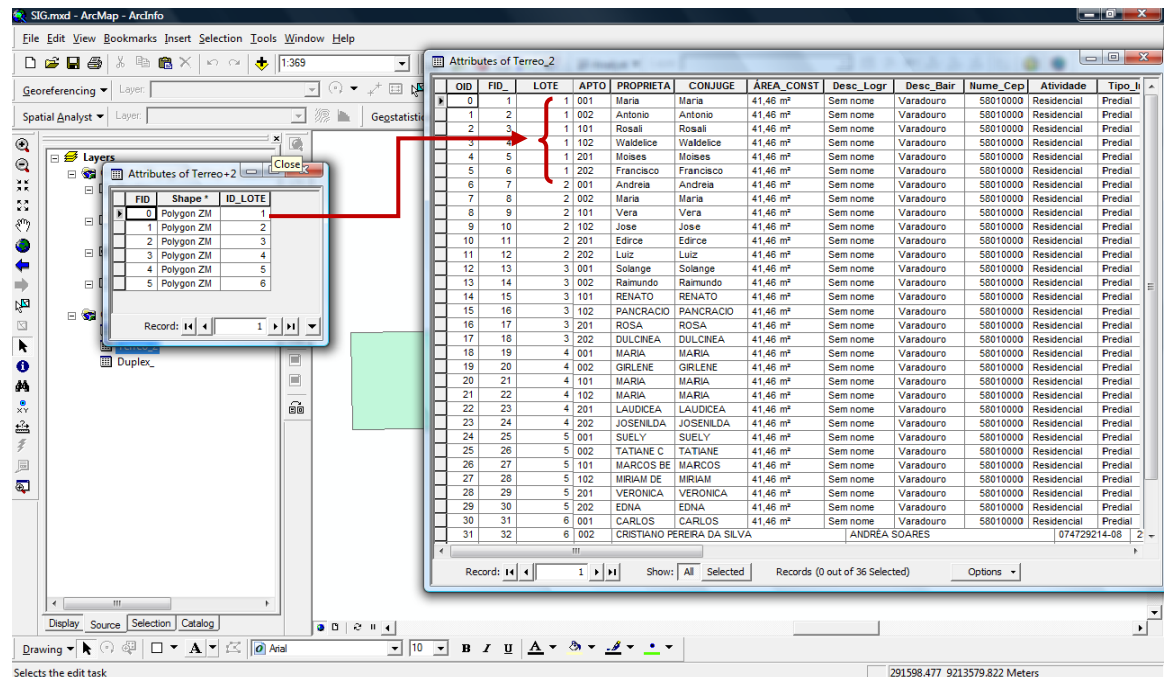 SIG.mxd - ArcMap - ArcInfo
File Edit View Bookmarks Insert Selection Tools Window Help
1:369
Georeferencing Layer:
Spatial Analyst Layer: Geostatistic
Layers
Close
Attributes of Terreo+2
FID Shape * ID_LOTE
0 Polygon ZM 1
1 Polygon ZM 2
2 Polygon ZM 3
3 Polygon ZM 4
4 Polygon ZM 5
5 Polygon ZM 6
Record: 1
Duplex_
Attributes of Terreo_2
OID FID_ LOTE APTO PROPRIETA CONJUGE ÁREA_CONST Desc_Logr Desc_Bair Nume_Cep Atividade Tipo_I
0 1 1 001 Maria Maria 41,46 m² Sem nome Varadouro 58010000 Residencial Predial
1 2 1 002 Antonio Antonio 41,46 m² Sem nome Varadouro 58010000 Residencial Predial
2 3 1 101 Rosali Rosali 41,46 m² Sem nome Varadouro 58010000 Residencial Predial
3 4 1 102 Waldelice Waldelice 41,46 m² Sem nome Varadouro 58010000 Residencial Predial
4 5 1 201 Moises Moises 41,46 m² Sem nome Varadouro 58010000 Residencial Predial
5 6 1 202 Francisco Francisco 41,46 m² Sem nome Varadouro 58010000 Residencial Predial
6 7 2 001 Andreia Andreia 41,46 m² Sem nome Varadouro 58010000 Residencial Predial
7 8 2 002 Maria Maria 41,46 m² Sem nome Varadouro 58010000 Residencial Predial
8 9 2 101 Vera Vera 41,46 m² Sem nome Varadouro 58010000 Residencial Predial
9 10 2 102 Jose Jose 41,46 m² Sem nome Varadouro 58010000 Residencial Predial
10 11 2 201 Edirce Edirce 41,46 m² Sem nome Varadouro 58010000 Residencial Predial
11 12 2 202 Luiz Luiz 41,46 m² Sem nome Varadouro 58010000 Residencial Predial
12 13 3 001 Solange Solange 41,46 m² Sem nome Varadouro 58010000 Residencial Predial
13 14 3 002 Raimundo Raimundo 41,46 m² Sem nome Varadouro 58010000 Residencial Predial
14 15 3 101 RENATO RENATO 41,46 m² Sem nome Varadouro 58010000 Residencial Predial
15 16 3 102 PANCRACIO PANCRACIO 41,46 m² Sem nome Varadouro 58010000 Residencial Predial
16 17 3 201 ROSA ROSA 41,46 m² Sem nome Varadouro 58010000 Residencial Predial
17 18 3 202 DULCINEA DULCINEA 41,46 m² Sem nome Varadouro 58010000 Residencial Predial
18 19 4 001 MARIA MARIA 41,46 m² Sem nome Varadouro 58010000 Residencial Predial
19 20 4 002 GIRLENE GIRLENE 41,46 m² Sem nome Varadouro 58010000 Residencial Predial
20 21 4 101 MARIA MARIA 41,46 m² Sem nome Varadouro 58010000 Residencial Predial
21 22 4 102 MARIA MARIA 41,46 m² Sem nome Varadouro 58010000 Residencial Predial
22 23 4 201 LAUDICEA LAUDICEA 41,46 m² Sem nome Varadouro 58010000 Residencial Predial
23 24 4 202 JOSENILDA JOSENILDA 41,46 m² Sem nome Varadouro 58010000 Residencial Predial
24 25 5 001 SUELY SUELY 41,46 m² Sem nome Varadouro 58010000 Residencial Predial
25 26 5 002 TATIANE C TATIANE 41,46 m² Sem nome Varadouro 58010000 Residencial Predial
26 27 5 101 MARCOS BE MARCOS 41,46 m² Sem nome Varadouro 58010000 Residencial Predial
27 28 5 102 MIRIAM DE MIRIAM 41,46 m² Sem nome Varadouro 58010000 Residencial Predial
28 29 5 201 VERONICA VERONICA 41,46 m² Sem nome Varadouro 58010000 Residencial Predial
29 30 5 202 EDNA EDNA 41,46 m² Sem nome Varadouro 58010000 Residencial Predial
30 31 6 001 CARLOS CARLOS 41,46 m² Sem nome Varadouro 58010000 Residencial Predial
31 32 6 002 CRISTIANO PEREIRA DA SILVA ANDRÉA SOARES 074729214-08 2
Record: 1 Show: All Selected Records (0 out of 36 Selected) Options
Display Source Selection Catalog
Drawing A Arial 10 B I U A
Selects the edit task
291598.477 9213579.822 Meters